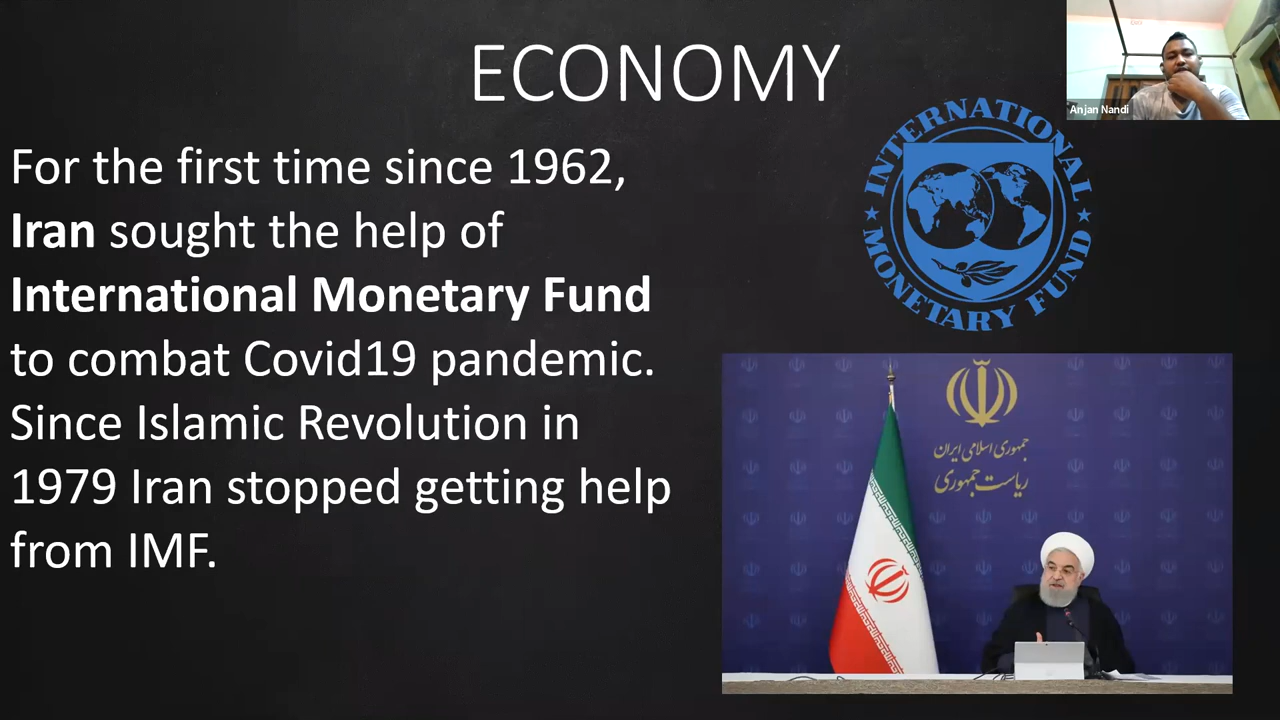 ECONOMY
Anjan Nandi
For the first time since 1962,
Iran sought the help of
International Monetary Fund
to combat Covid19 pandemic.
Since Islamic Revolution in
1979 Iran stopped getting help
from IMF.
INTERNATIONAL
MONETARY FUND
جمهوری اسلامی ایران
ریاست جمهوری